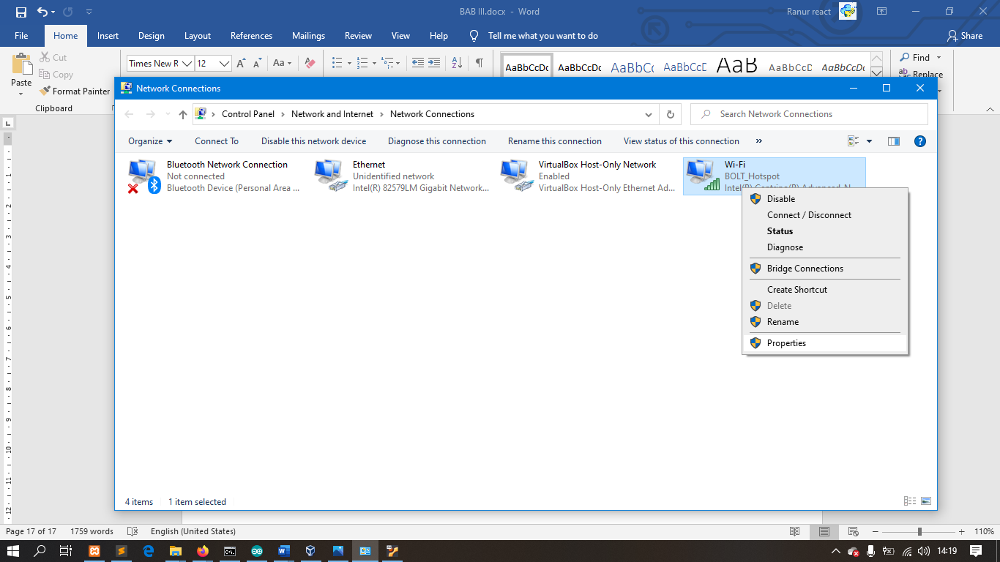 BAB III.docx - Word
Ranur react
File Home Insert Design Layout References Mailings Review View Help Tell me what you want to do Share
Cut
Copy
Paste
Format Painter
Clipboard
Times New R 12
Aa
AaBbCcDc AaBbCcDc AaBbCc AaBbCcD AaB AaBbCcD AaBbCcDc
Find
Replace
Network Connections
Control Panel > Network and Internet > Network Connections
Search Network Connections
Organize Connect To Disable this network device Diagnose this connection Rename this connection View status of this connection »
Bluetooth Network Connection
Not connected
Bluetooth Device (Personal Area ...
Ethernet
Unidentified network
Intel(R) 82579LM Gigabit Network...
VirtualBox Host-Only Network
Enabled
VirtualBox Host-Only Ethernet Ad...
Wi-Fi
BOLT_Hotspot
Intel(R) Centrino(R) Advanced-N
Disable
Connect / Disconnect
Status
Diagnose
Bridge Connections
Create Shortcut
Delete
Rename
Properties
4 items 1 item selected
Page 17 of 17 1759 words English (United States) 110%
14:19